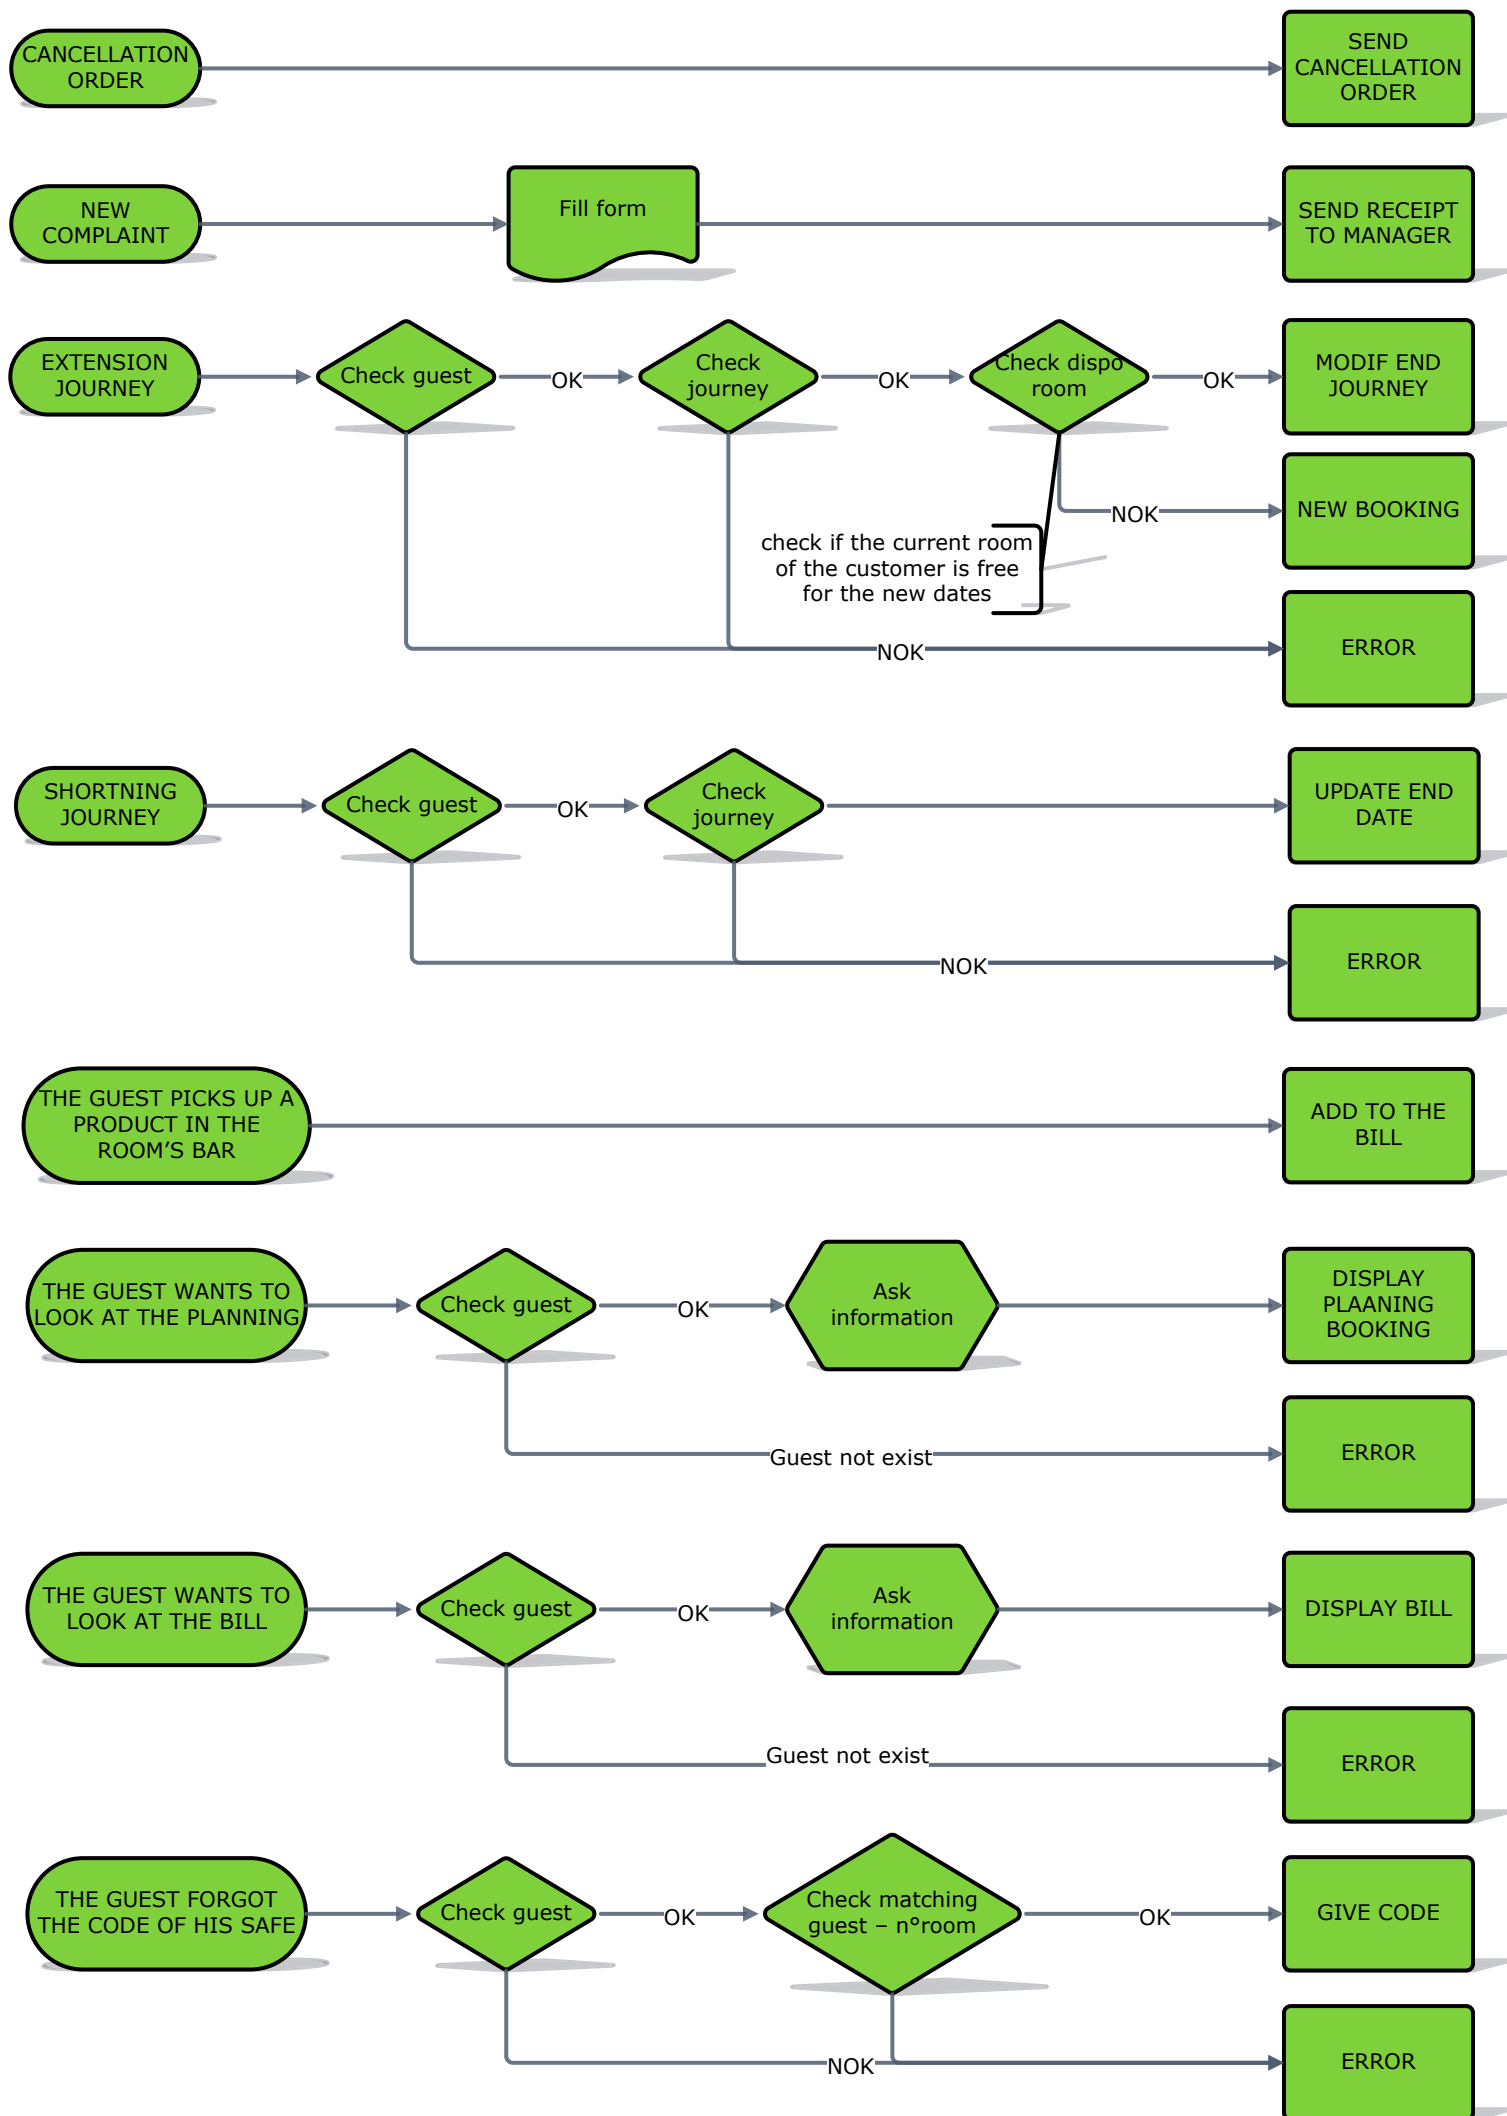 CANCELLATION
ORDER
SEND
CANCELLATION
ORDER
NEW
COMPLAINT
Fill form
SEND RECEIPT
TO MANAGER
EXTENSION
JOURNEY
Check guest
OK
Check
journey
OK
Check dispo
room
OK
MODIF END
JOURNEY
NOK
NEW BOOKING
check if the current room
of the customer is free
for the new dates
NOK
ERROR
SHORTNING
JOURNEY
Check guest
OK
Check
journey
UPDATE END
DATE
NOK
ERROR
THE GUEST PICKS UP A
PRODUCT IN THE
ROOM’S BAR
ADD TO THE
BILL
THE GUEST WANTS TO
LOOK AT THE PLANNING
Check guest
OK
Ask
information
DISPLAY
PLAANING
BOOKING
Guest not exist
ERROR
THE GUEST WANTS TO
LOOK AT THE BILL
Check guest
OK
Ask
information
DISPLAY BILL
Guest not exist
ERROR
THE GUEST FORGOT
THE CODE OF HIS SAFE
Check guest
OK
Check matching
guest – n°room
OK
GIVE CODE
NOK
ERROR